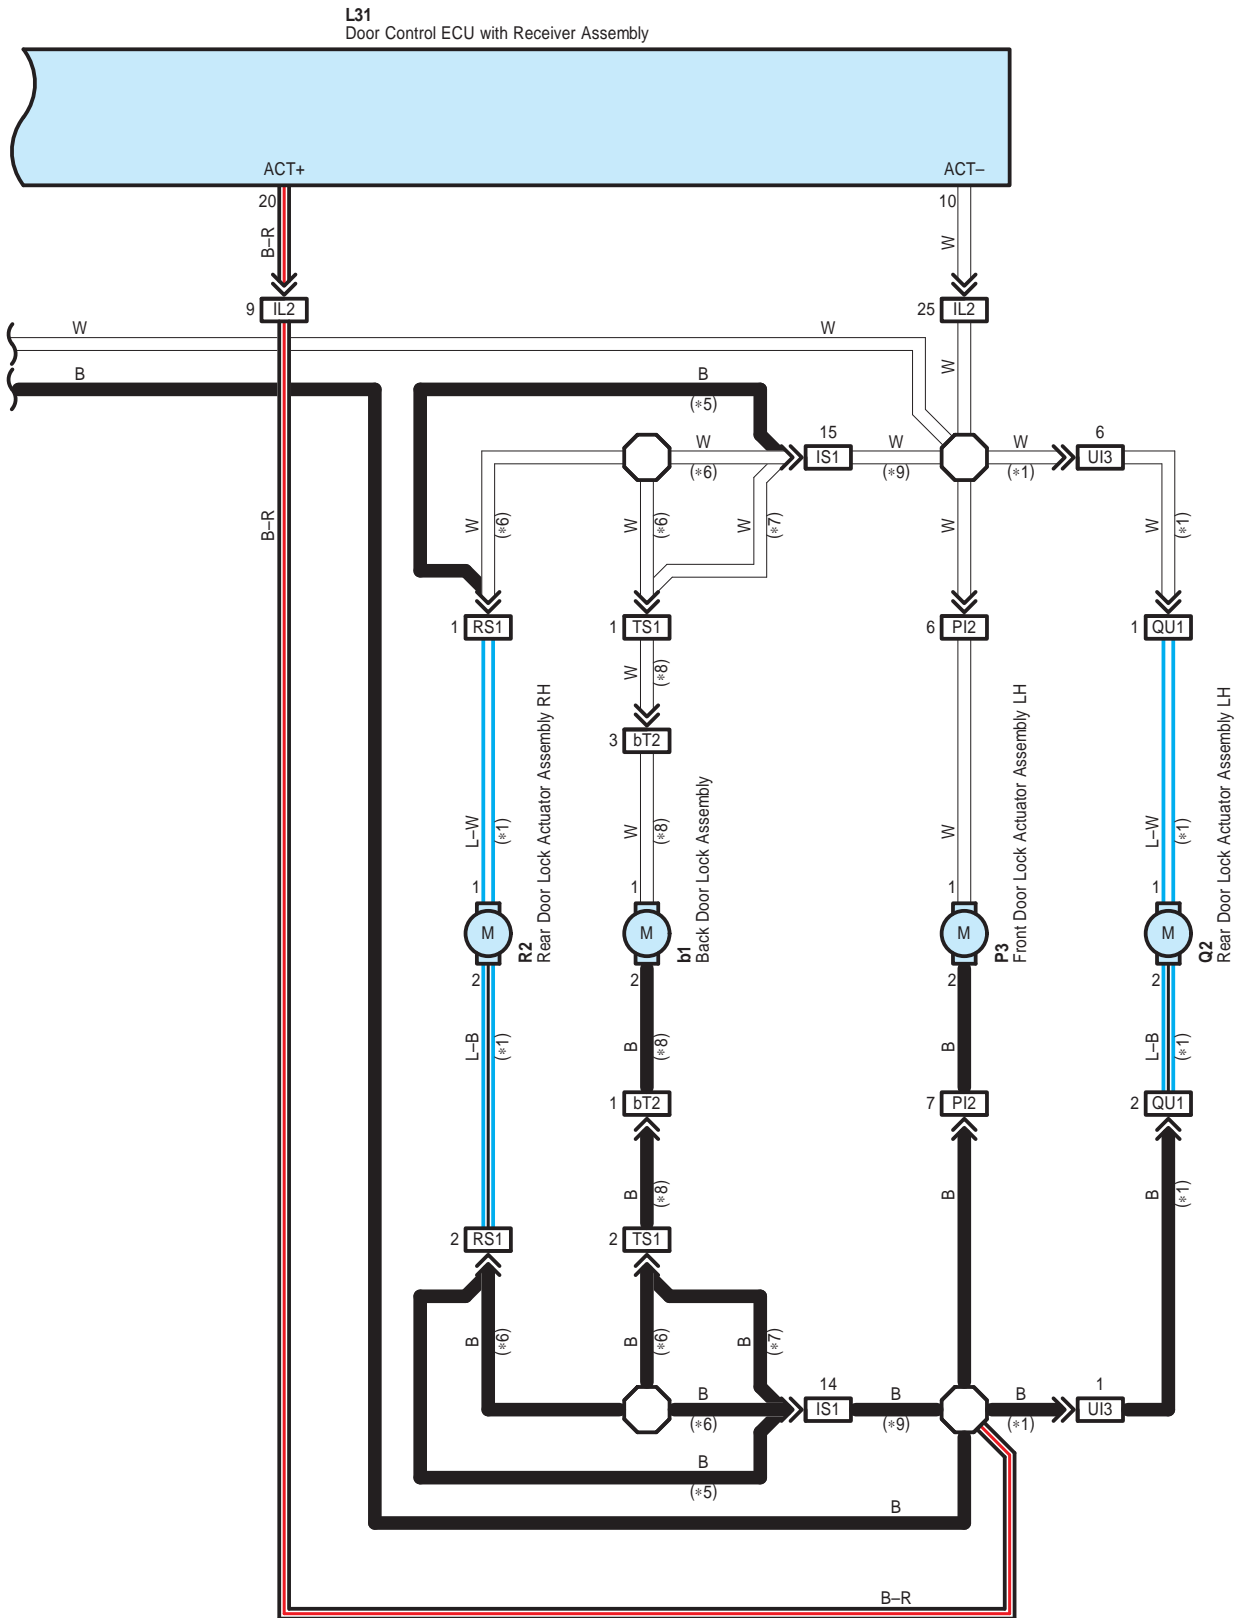 L31
Door Control ECU with Receiver Assembly
ACT+
ACT–
20
10
B–R
W
9 IL2
25 IL2
W
W
W
B
B
(*5)
15
6
W
(*6)
IS1
W
(*9)
W
(*1)
UI3
B–R
W
(*6)
W
(*6)
W
(*7)
W
W
(*1)
1 RS1
1 TS1
6 PI2
1 QU1
W
(*8)
3 bT2
L–W
(*1)
W
(*8)
W
L–W
(*1)
1
1
1
1
M
M
M
M
R2
Rear Door Lock Actuator Assembly RH
b1
Back Door Lock Assembly
P3
Front Door Lock Actuator Assembly LH
Q2
Rear Door Lock Actuator Assembly LH
2
2
2
2
L–B
(*1)
B
(*8)
B
L–B
(*1)
1 bT2
7 PI2
2 QU1
B
(*8)
B
B
(*1)
2 RS1
2 TS1
B
(*6)
B
(*6)
B
(*7)
14
1
B
(*6)
IS1
B
(*9)
B
(*1)
UI3
B
(*5)
B
B–R